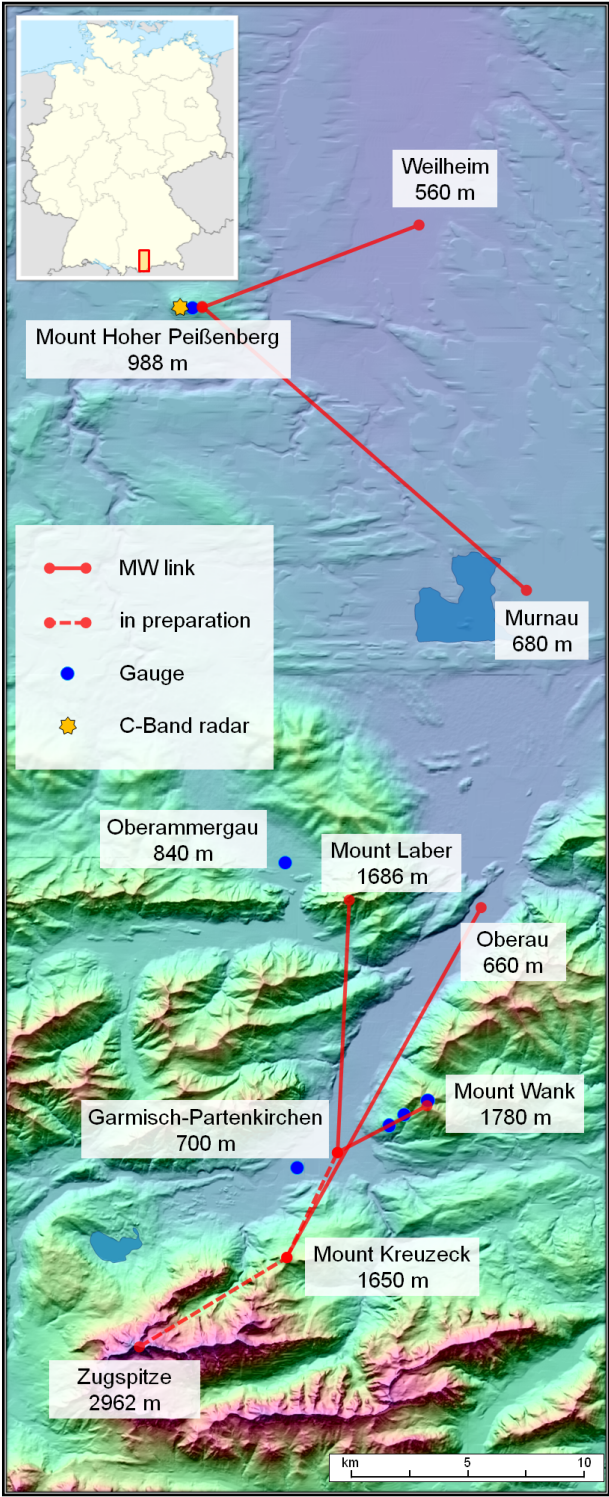 Weilheim
560 m
Mount Hoher Peißenberg
988 m
MW link
in preparation
Gauge
C-Band radar
Murnau
680 m
Oberammergau
840 m
Mount Laber
1686 m
Oberau
660 m
Mount Wank
1780 m
Garmisch-Partenkirchen
700 m
Mount Kreuzeck
1650 m
Zugspitze
2962 m
km 5 10